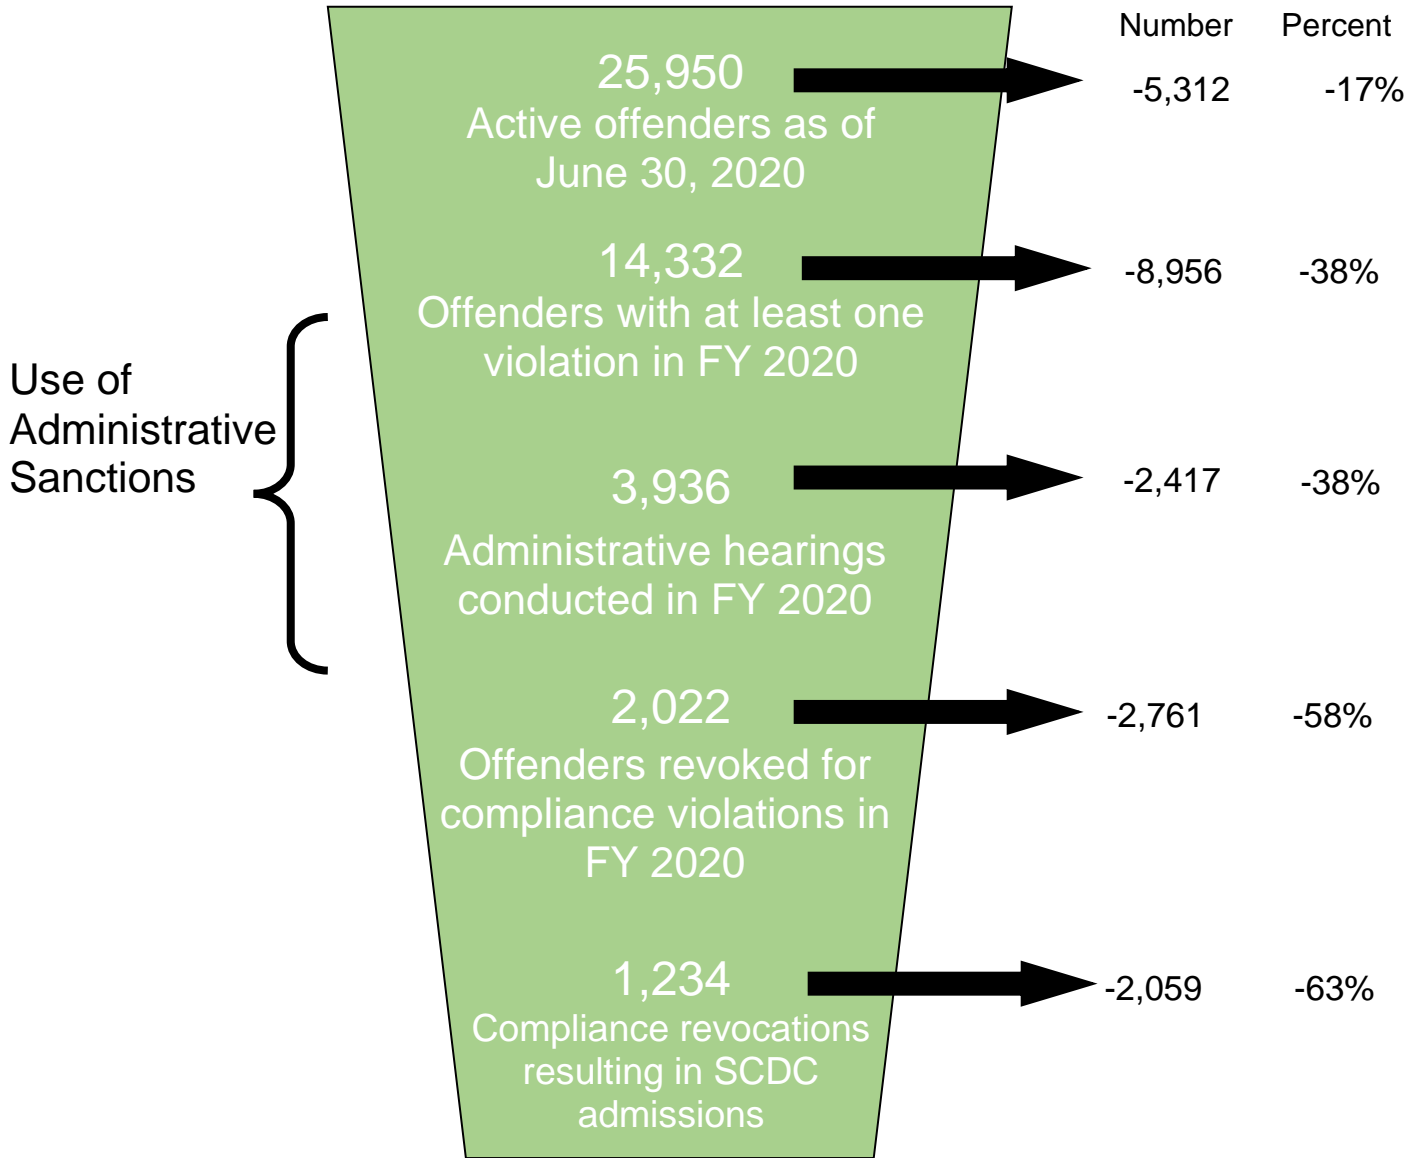 Number Percent
25,950
-5,312 -17%
Active offenders as of
June 30, 2020
14,332
-8,956 -38%
Offenders with at least one
violation in FY 2020
Use of
Administrative
Sanctions
3,936
-2,417 -38%
Administrative hearings
conducted in FY 2020
2,022
-2,761 -58%
Offenders revoked for
compliance violations in
FY 2020
1,234
-2,059 -63%
Compliance revocations
resulting in SCDC
admissions